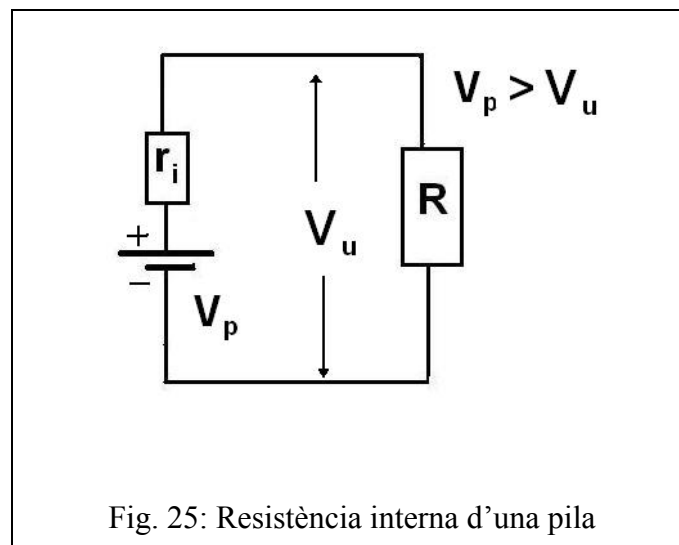 V_p > V_u
r_i
R
+
V_u
−
V_p
Fig. 25: Resistència interna d’una pila